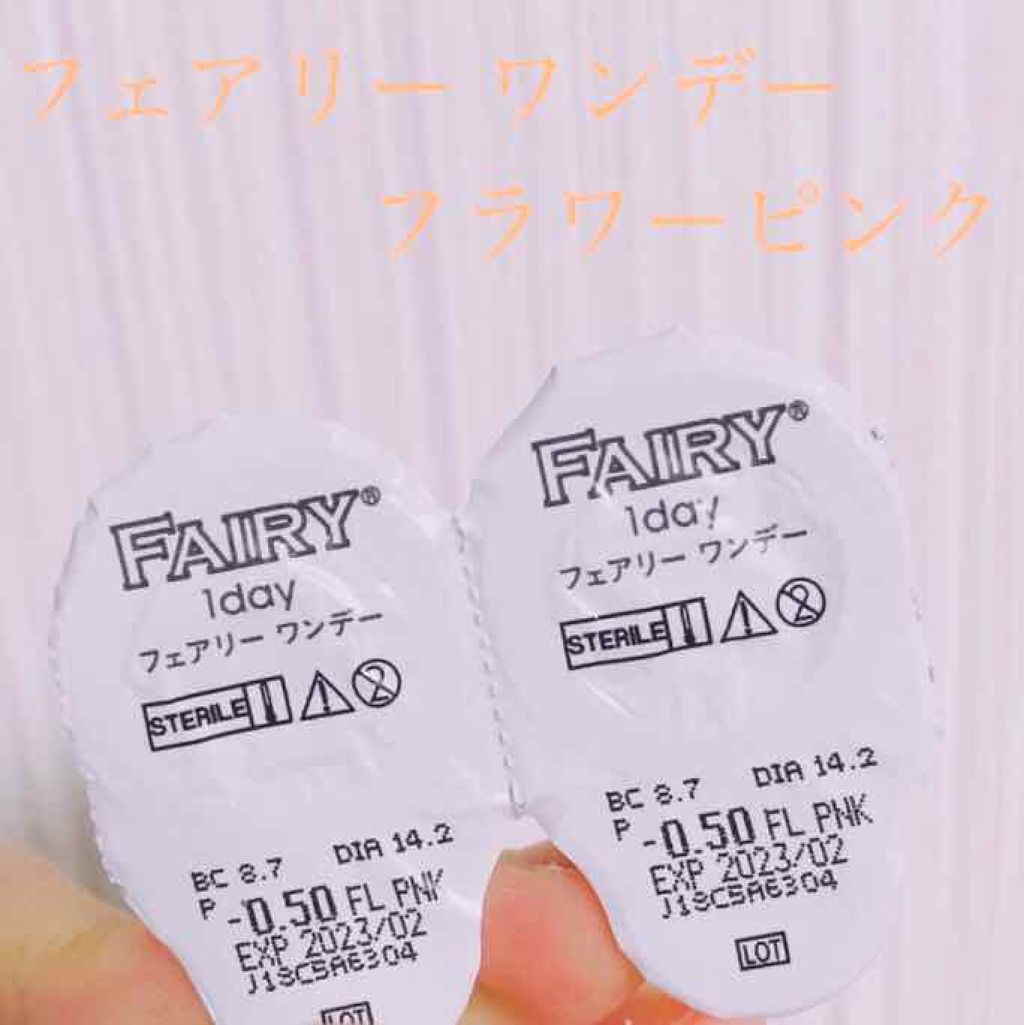 フェアリー ワンデー
フラワーピンク
FAIRY®
1day
フェアリー ワンデー
STERILE
BC 8.7 DIA 14.2
P -0.50 FL PNK
EXP 2023/02
J18C5A6304
LOT
FAIRY®
1day
フェアリー ワンデー
STERILE
BC 8.7 DIA 14.2
P -0.50 FL PNK
EXP 2023/02
J18C5A6304
LOT